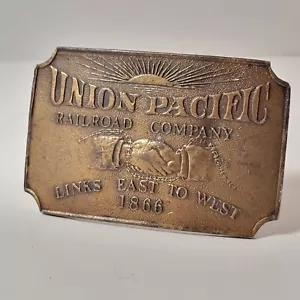 UNION PACIFIC
RAILROAD COMPANY
LINKS EAST TO WEST
1866